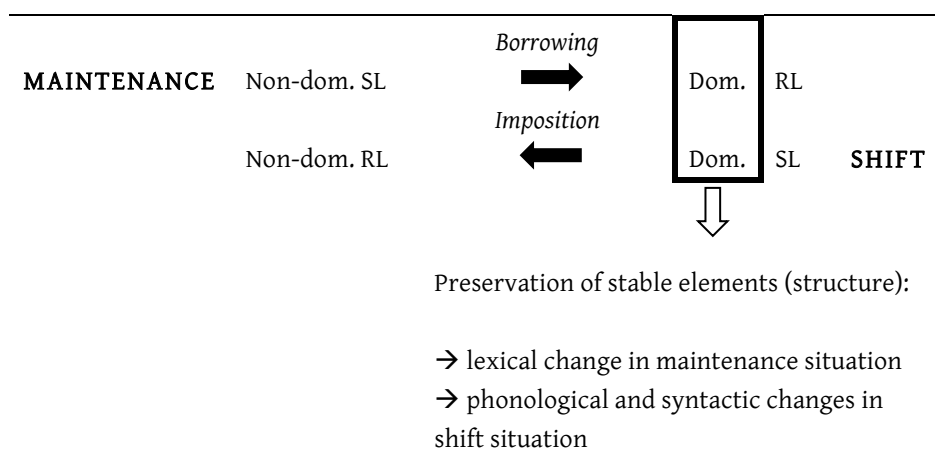 Borrowing
MAINTENANCE Non-dom. SL Dom. RL
Imposition
Non-dom. RL Dom. SL SHIFT
Preservation of stable elements (structure):
→ lexical change in maintenance situation
→ phonological and syntactic changes in
shift situation